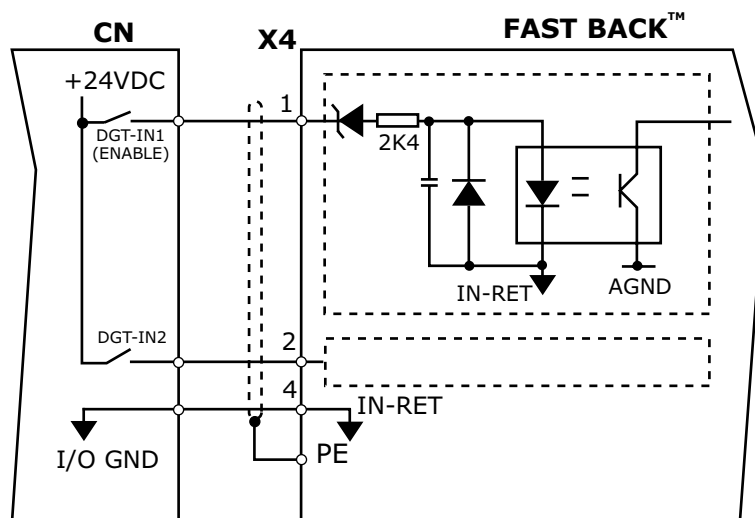 CN
X4
FAST BACK™
+24VDC
1
DGT-IN1
(ENABLE)
2K4
IN-RET
AGND
DGT-IN2
2
4
IN-RET
I/O GND
PE